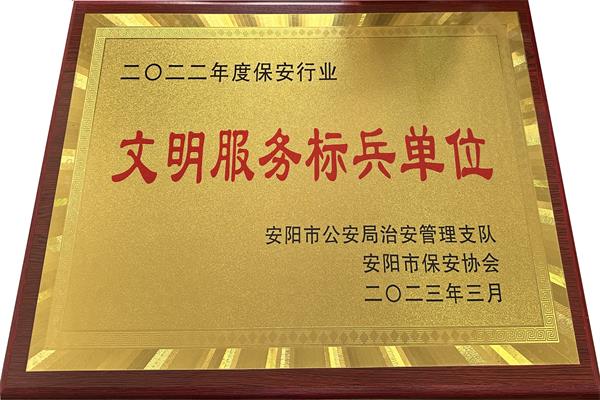 二〇二二年度保安行业
文明服务标兵单位
安阳市公安局治安管理支队
安阳市保安协会
二〇二三年三月